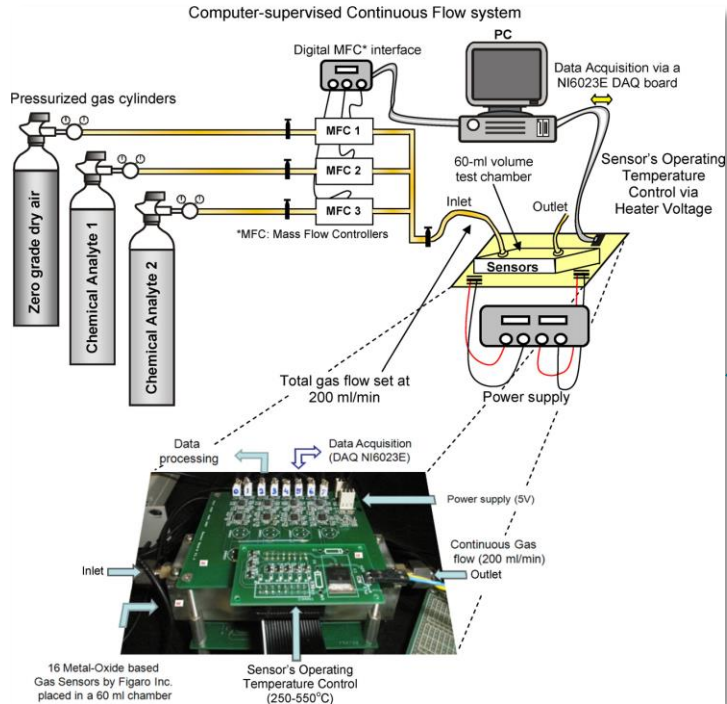 Computer-supervised Continuous Flow system
PC
Digital MFC* interface
Data Acquisition via a
NI6023E DAQ board
Pressurized gas cylinders
MFC 1
MFC 2
MFC 3
*MFC: Mass Flow Controllers
60-ml volume
test chamber
Sensor's Operating
Temperature
Control via
Heater Voltage
Inlet
Outlet
Sensors
Zero grade dry air
Chemical Analyte 1
Chemical Analyte 2
Total gas flow set at
200 ml/min
Power supply
Data
processing
Data Acquisition
(DAQ NI6023E)
Power supply (5V)
Continuous Gas
flow (200 ml/min)
Inlet
Outlet
16 Metal-Oxide based
Gas Sensors by Figaro Inc.
placed in a 60 ml chamber
Sensor's Operating
Temperature Control
(250-550°C)